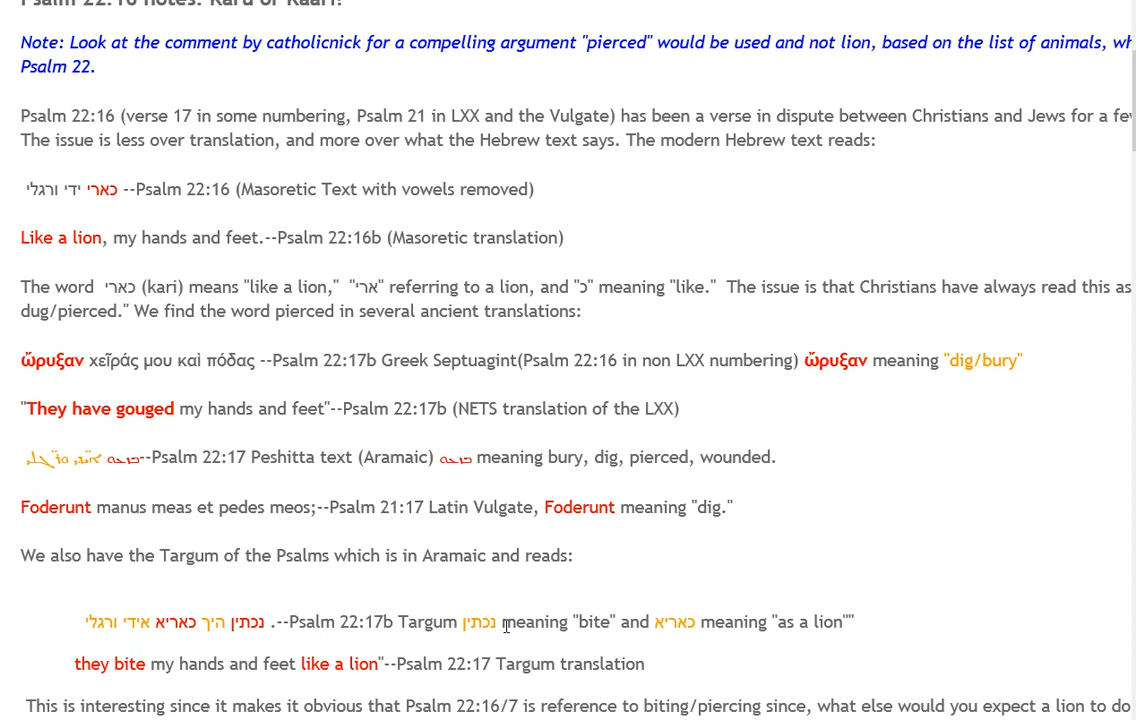 Psalm 22:16 notes: Karu or Kaari?
Note: Look at the comment by catholicnick for a compelling argument "pierced" would be used and not lion, based on the list of animals, wh
Psalm 22.
Psalm 22:16 (verse 17 in some numbering, Psalm 21 in LXX and the Vulgate) has been a verse in dispute between Christians and Jews for a fe
The issue is less over translation, and more over what the Hebrew text says. The modern Hebrew text reads:
כארי ידי ורגלי --Psalm 22:16 (Masoretic Text with vowels removed)
Like a lion, my hands and feet.--Psalm 22:16b (Masoretic translation)
The word כארי (kari) means "like a lion," "ארי" referring to a lion, and "כ" meaning "like." The issue is that Christians have always read this as
dug/pierced." We find the word pierced in several ancient translations:
ὤρυξαν χεῖράς μου καὶ πόδας --Psalm 22:17b Greek Septuagint(Psalm 22:16 in non LXX numbering) ὤρυξαν meaning "dig/bury"
"They have gouged my hands and feet"--Psalm 22:17b (NETS translation of the LXX)
--Psalm 22:17 Peshitta text (Aramaic) meaning bury, dig, pierced, wounded.
Foderunt manus meas et pedes meos;--Psalm 21:17 Latin Vulgate, Foderunt meaning "dig."
We also have the Targum of the Psalms which is in Aramaic and reads:
נכתין היך כאריא אידי ורגלי .--Psalm 22:17b Targum נכתין meaning "bite" and כאריא meaning "as a lion""
they bite my hands and feet like a lion"--Psalm 22:17 Targum translation
This is interesting since it makes it obvious that Psalm 22:16/7 is reference to biting/piercing since, what else would you expect a lion to do